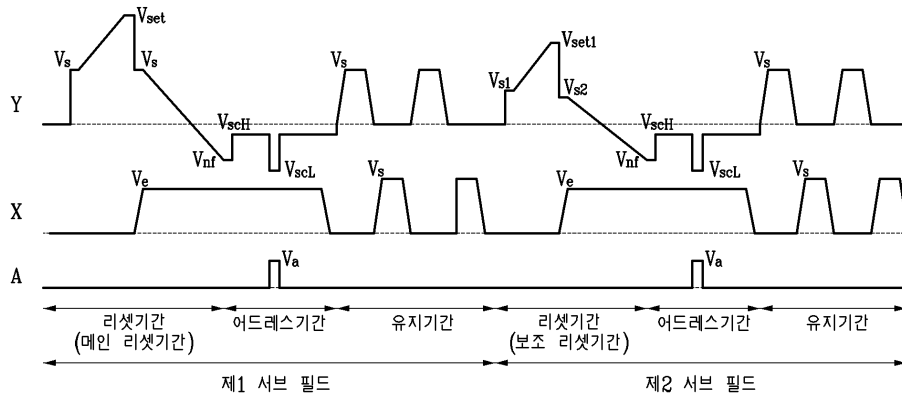 Vset
Vs
Vs
Vs
Vset1
Vs1
Vs2
Vs
Y
VscH
Vnf
VscL
VscH
Vnf
VscL
Ve
Vs
Ve
Vs
X
Va
Va
A
리셋기간 어드레스기간 유지기간 리셋기간 어드레스기간 유지기간
(메인 리셋기간) (보조 리셋기간)
제1 서브 필드 제2 서브 필드